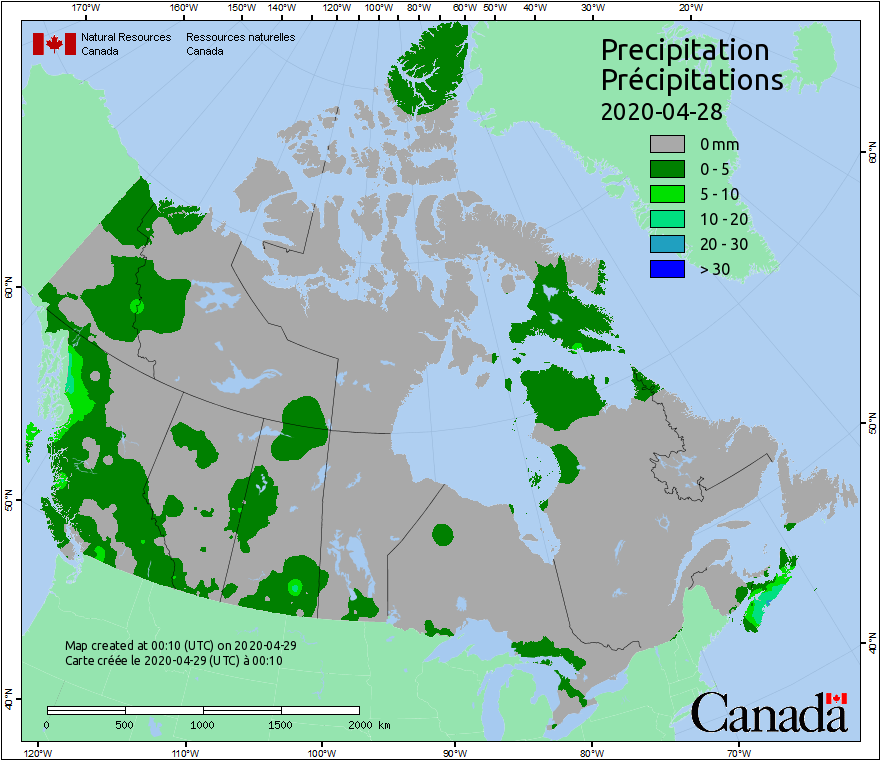 170°W 160°W 150°W 140°W 130°W 120°W 110°W 100°W 90°W 80°W 60°W 50°W 40°W 30°W 20°W
Natural Resources Canada
Ressources naturelles Canada
Precipitation
Précipitations
2020-04-28
0 mm
0 - 5
5 - 10
10 - 20
20 - 30
> 30
60°N
60°N
50°N
50°N
40°N
40°N
Map created at 00:10 (UTC) on 2020-04-29
Carte créée le 2020-04-29 (UTC) à 00:10
0 500 1000 1500 2000 km
Canada
120°W 110°W 100°W 90°W 80°W 70°W